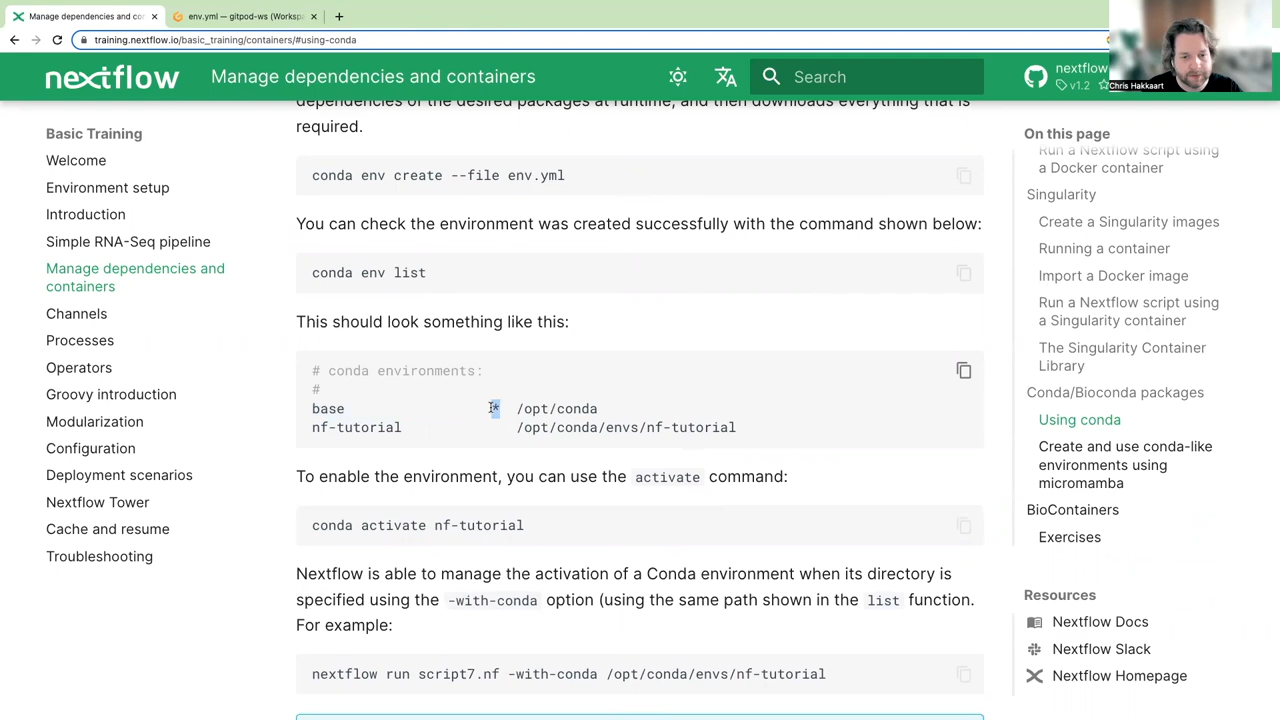 Manage dependencies and co
env.yml — gitpod-ws (Worksp
training.nextflow.io/basic_training/containers/#using-conda
nextflow
Manage dependencies and containers
Search
nextflow
v1.2
Chris Hakkaart
Basic Training
Welcome
Environment setup
Introduction
Simple RNA-Seq pipeline
Manage dependencies and
containers
Channels
Processes
Operators
Groovy introduction
Modularization
Configuration
Deployment scenarios
Nextflow Tower
Cache and resume
Troubleshooting
dependencies of the desired packages at runtime, and then downloads everything that is
required.
conda env create --file env.yml
You can check the environment was created successfully with the command shown below:
conda env list
This should look something like this:
# conda environments:
#
base * /opt/conda
nf-tutorial /opt/conda/envs/nf-tutorial
To enable the environment, you can use the activate command:
conda activate nf-tutorial
Nextflow is able to manage the activation of a Conda environment when its directory is
specified using the -with-conda option (using the same path shown in the list function.
For example:
nextflow run script7.nf -with-conda /opt/conda/envs/nf-tutorial
On this page
Run a Nextflow script using
a Docker container
Singularity
Create a Singularity images
Running a container
Import a Docker image
Run a Nextflow script using
a Singularity container
The Singularity Container
Library
Conda/Bioconda packages
Using conda
Create and use conda-like
environments using
micromamba
BioContainers
Exercises
Resources
Nextflow Docs
Nextflow Slack
Nextflow Homepage